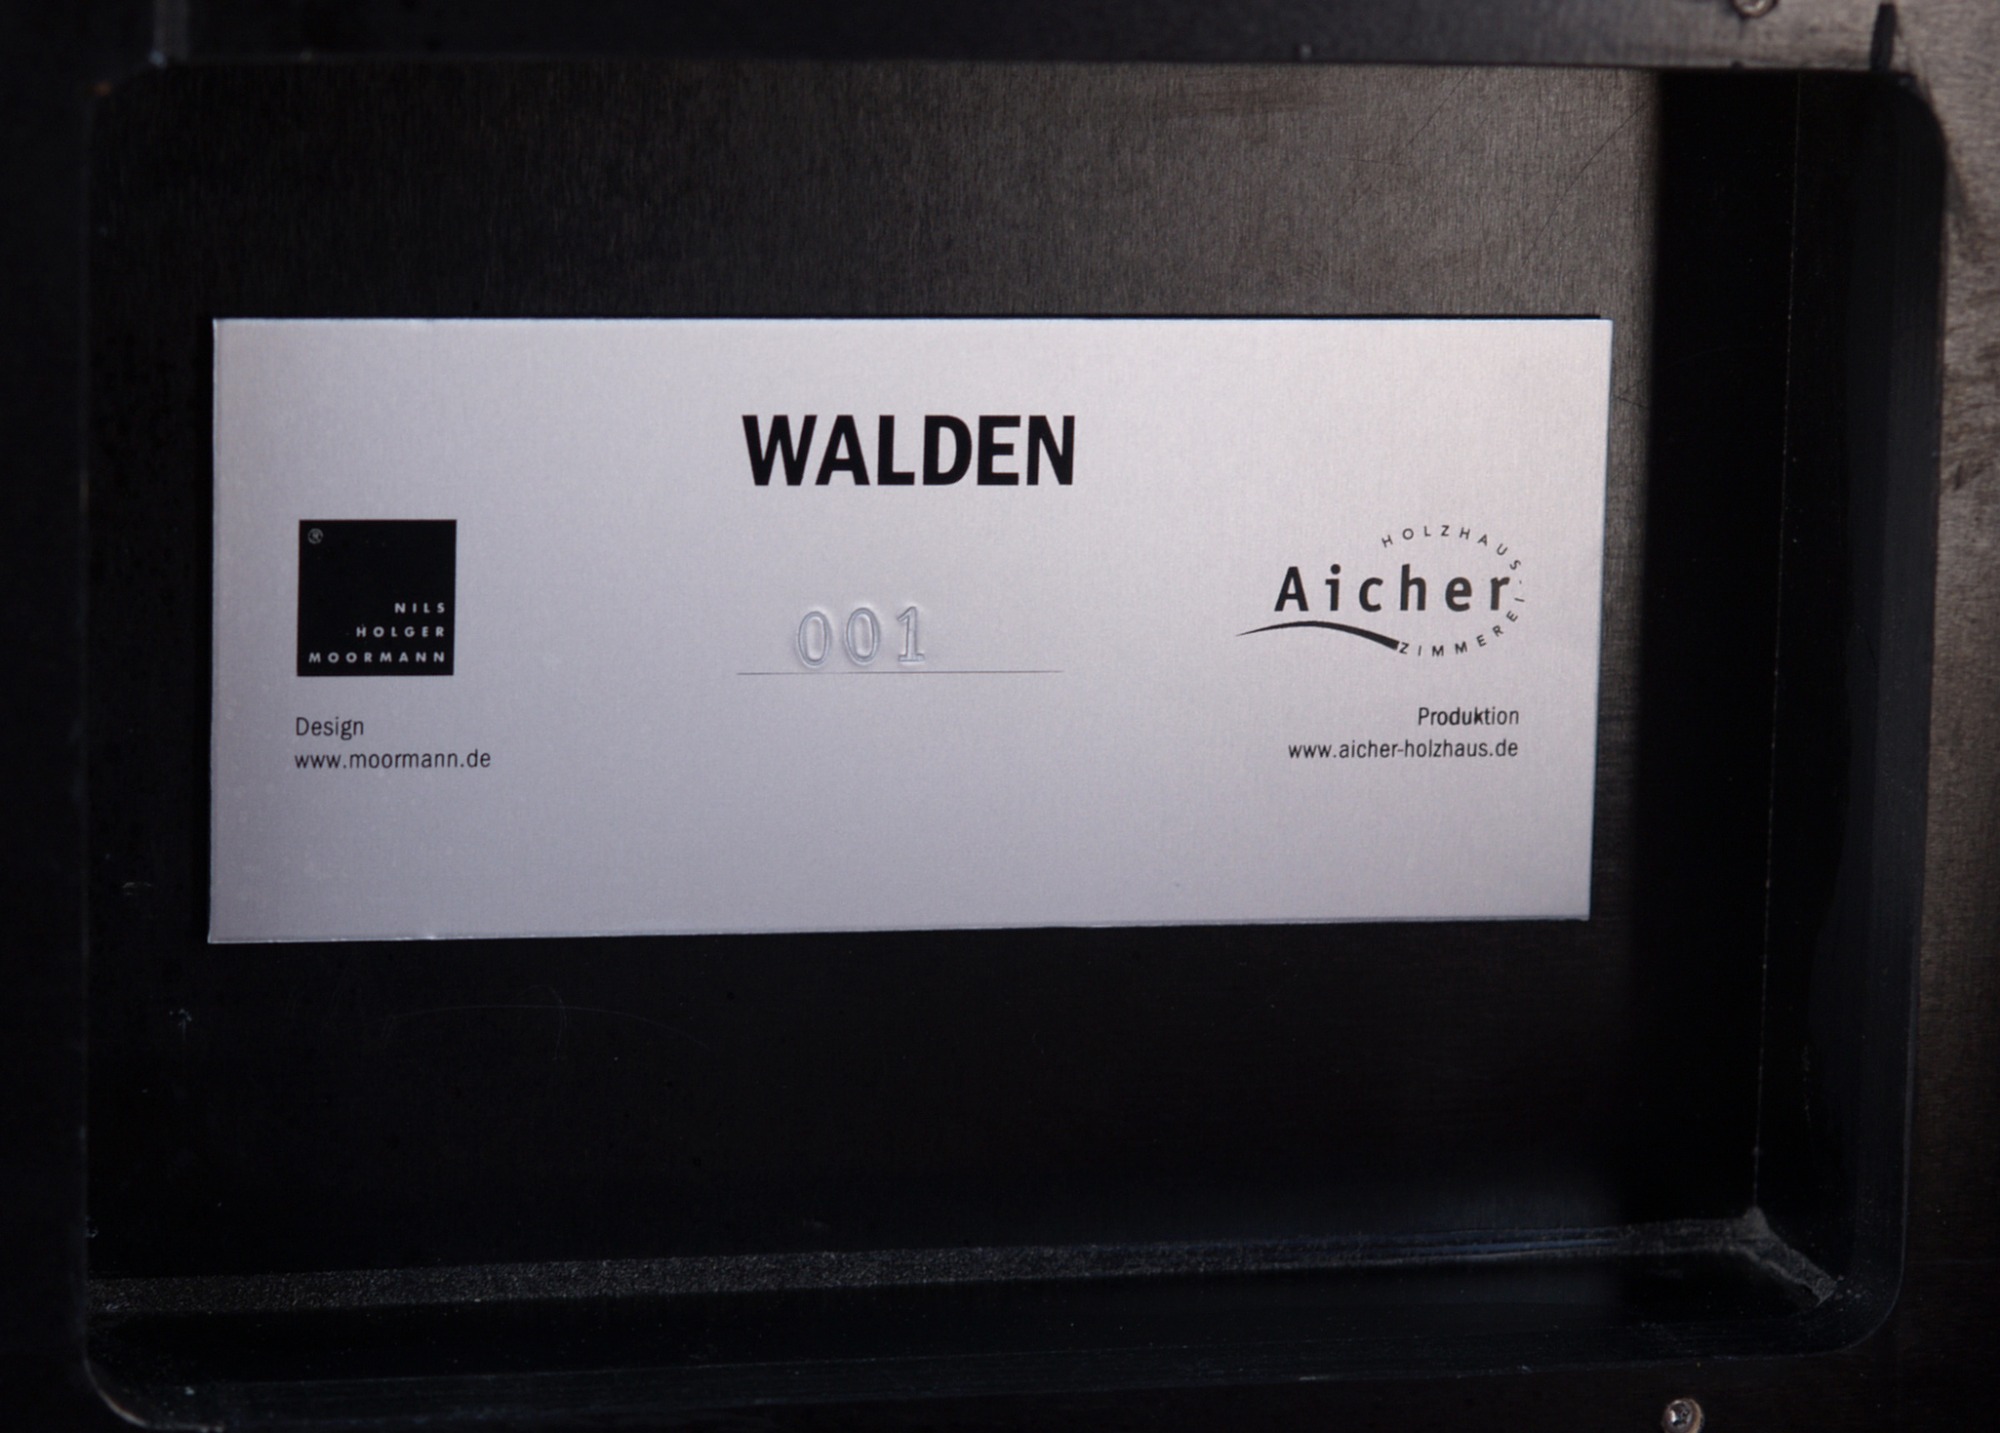 WALDEN
®
NILS
HOLGER
MOORMANN
Design
www.moormann.de
001
HOLZHAUS·
Aicher
ZIMMEREI
Produktion
www.aicher-holzhaus.de